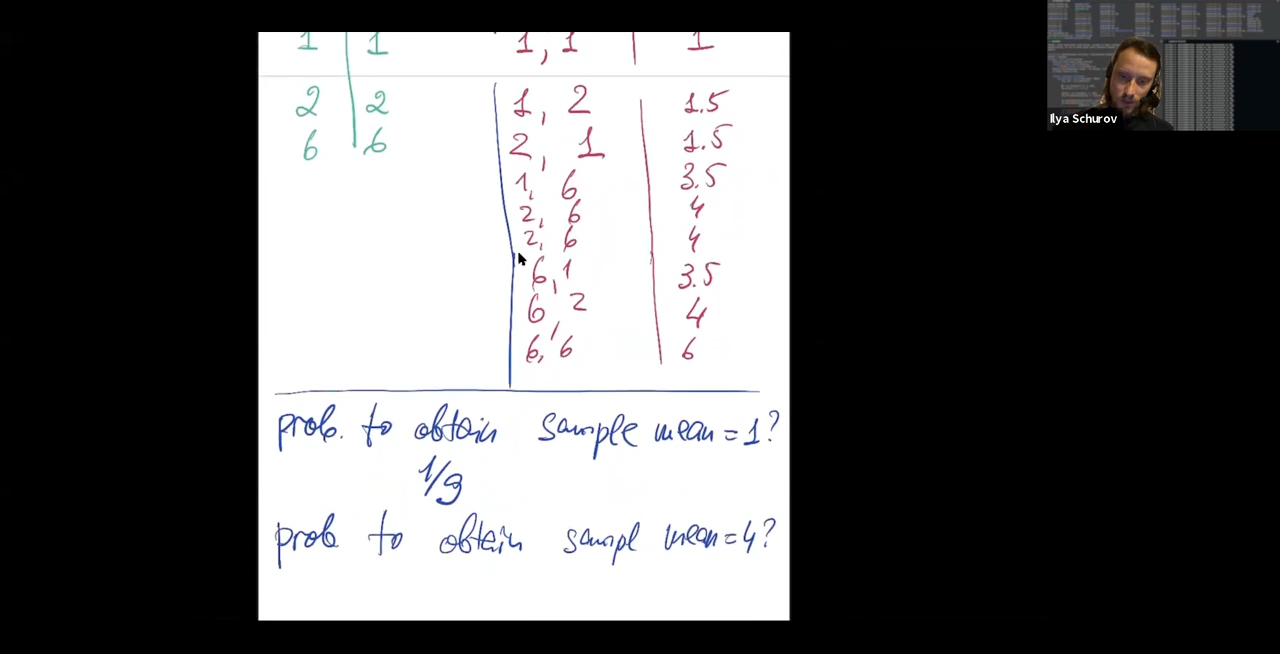 1 | 1 1, 1 | 1
2 | 2 1, 2 1.5
6 | 6 2, 1 1.5
1, 6 3.5
2, 6 4
2, 6 4
6, 1 3.5
6, 2 4
6, 6 6
prob. to obtain sample mean = 1?
1/9
prob to obtain sampl mean = 4?
Ilya Schurov